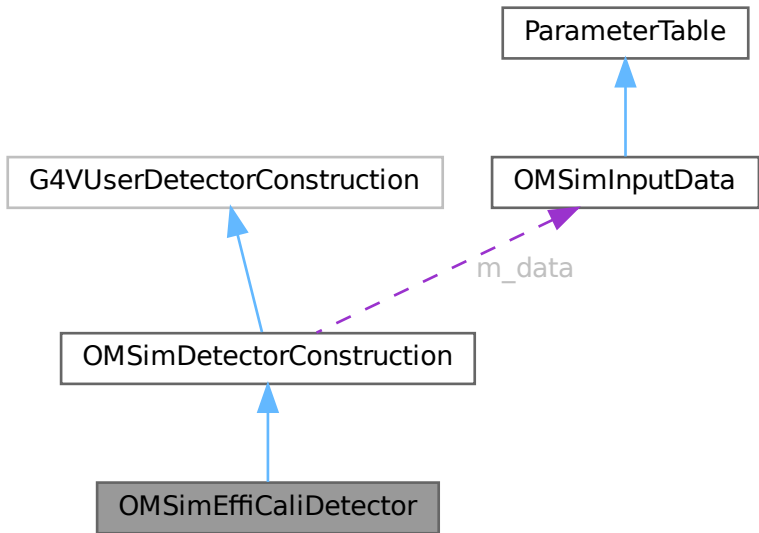 ParameterTable
G4VUserDetectorConstruction
OMSimInputData
m_data
OMSimDetectorConstruction
OMSimEffiCaliDetector